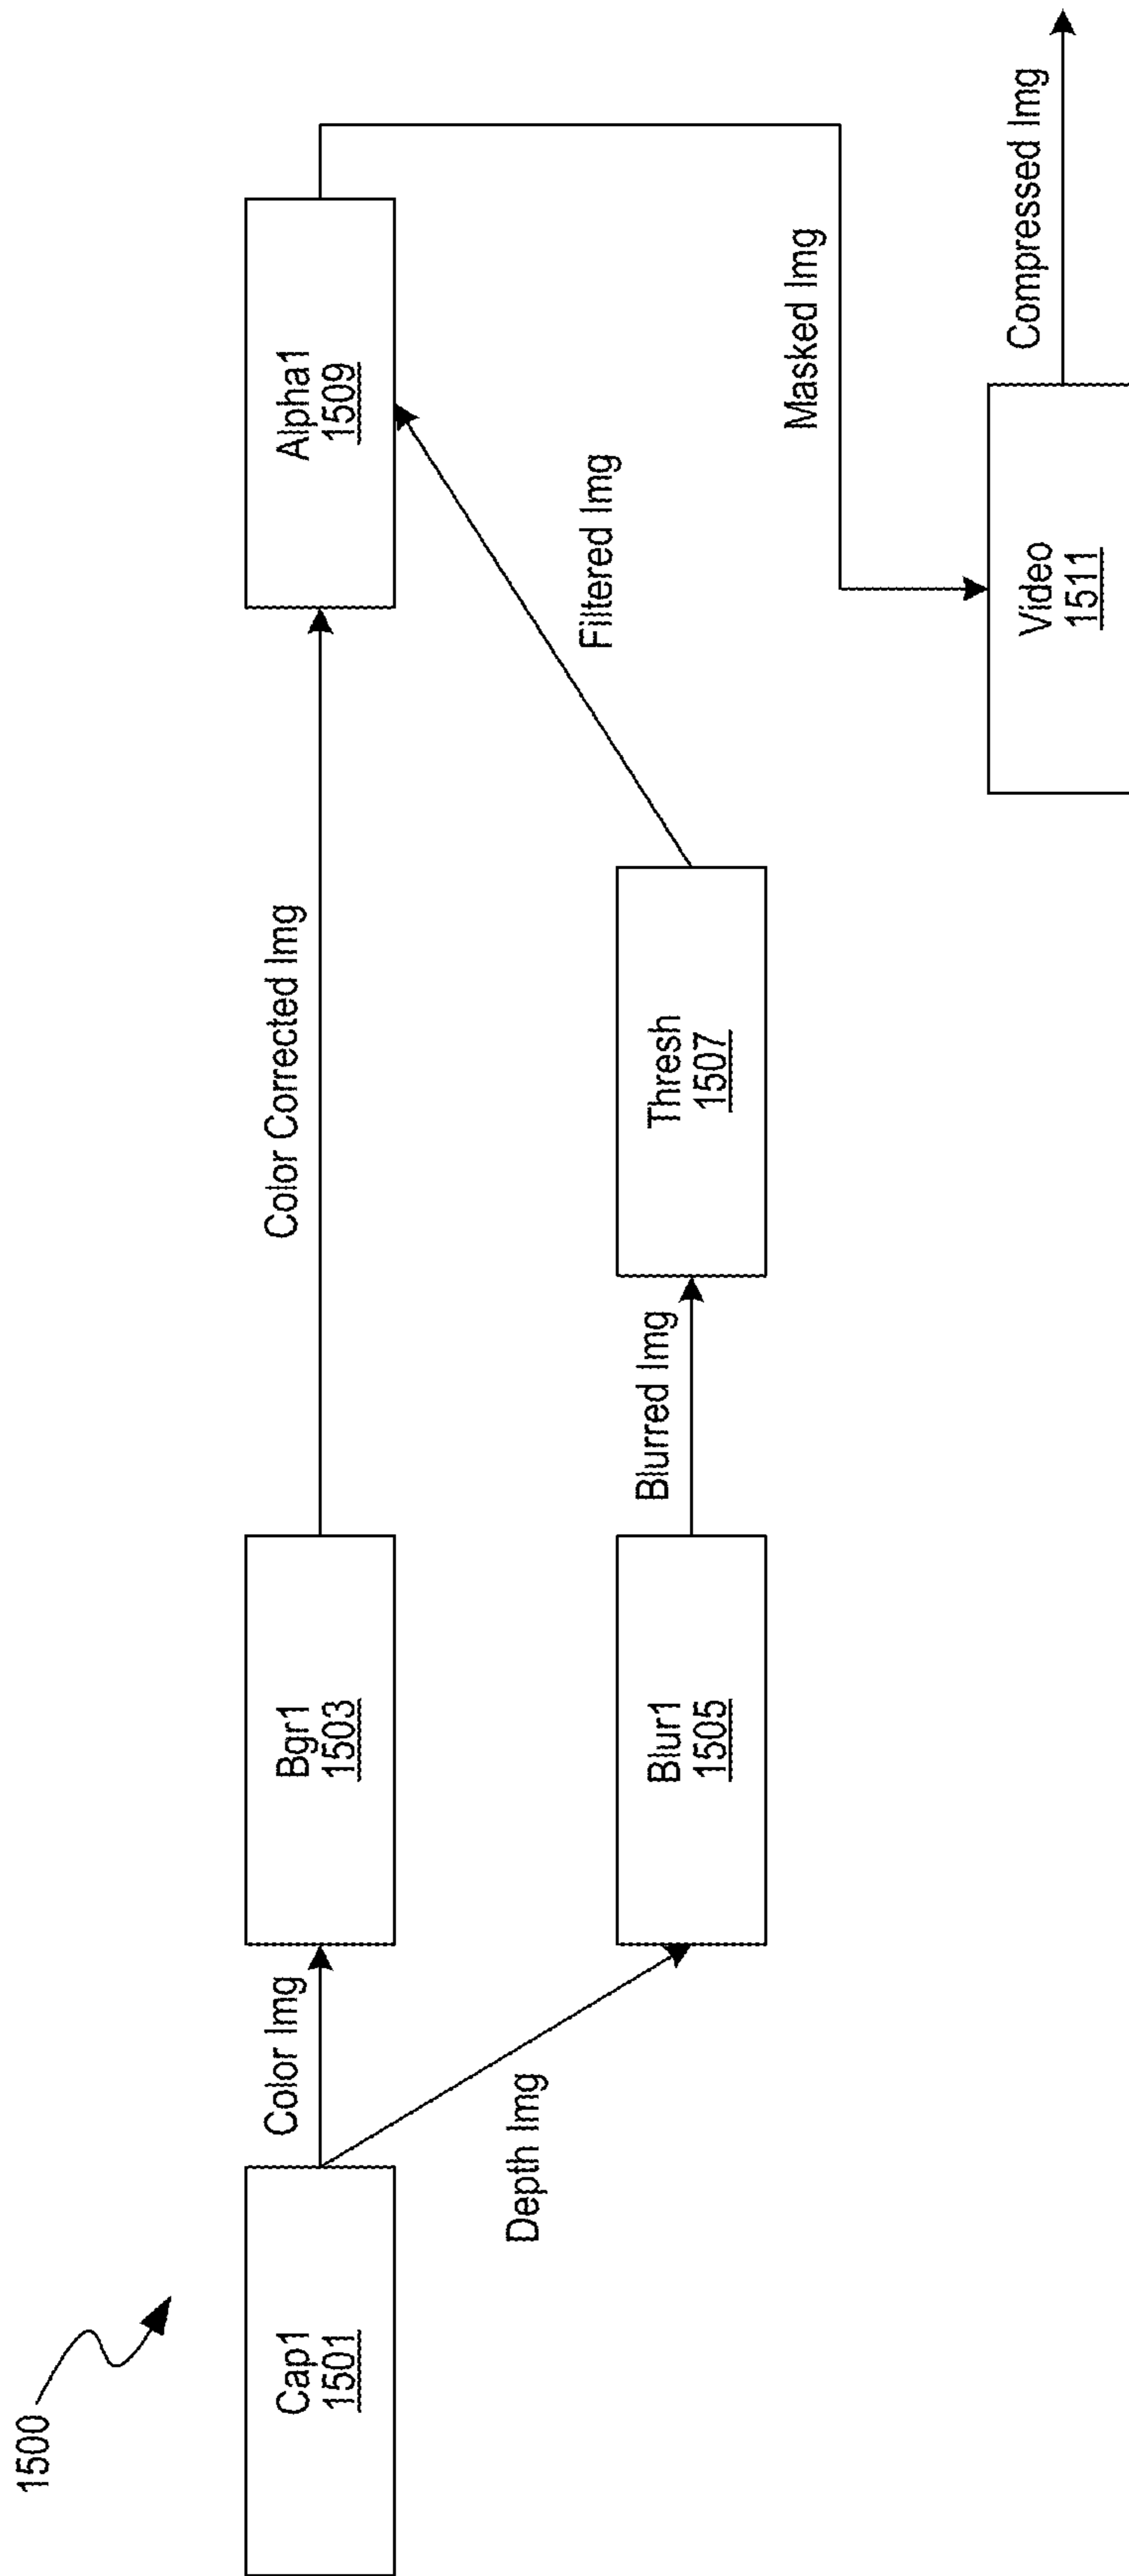 1500
Cap1
1501
Color Img
Depth Img
Bgr1
1503
Blur1
1505
Color Corrected Img
Blurred Img
Thresh
1507
Filtered Img
Alpha1
1509
Masked Img
Video
1511
Compressed Img